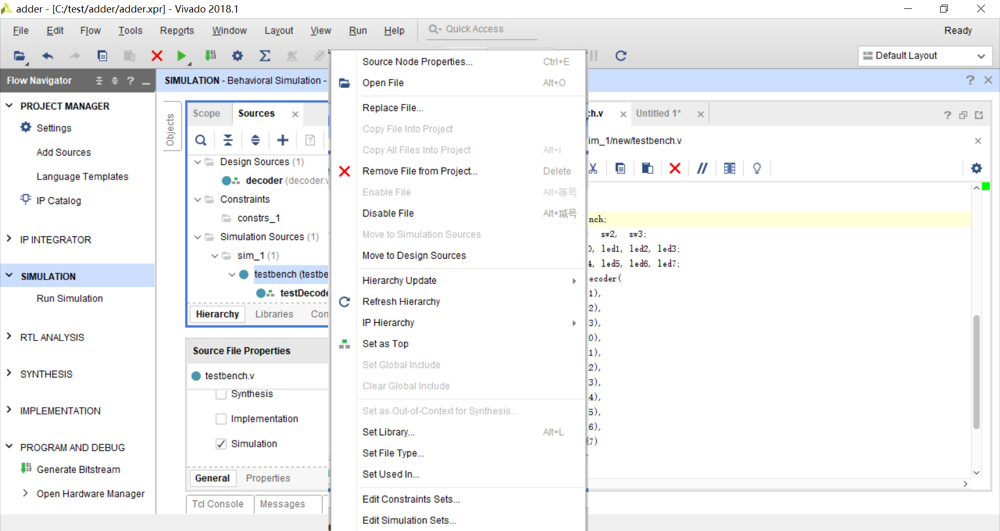 adder - [C:/test/adder/adder.xpr] - Vivado 2018.1
File Edit Flow Tools Reports Window Layout View Run Help
Quick Access
Ready
Default Layout
Flow Navigator
PROJECT MANAGER
Settings
Add Sources
Language Templates
IP Catalog
IP INTEGRATOR
SIMULATION
Run Simulation
RTL ANALYSIS
SYNTHESIS
IMPLEMENTATION
PROGRAM AND DEBUG
Generate Bitstream
Open Hardware Manager
SIMULATION - Behavioral Simulation -
Objects
Scope Sources
Design Sources (1)
decoder (decoder.v
Constraints
constrs_1
Simulation Sources (1)
sim_1 (1)
testbench (testbe
testDecode
Hierarchy Libraries Con
Source File Properties
testbench.v
Synthesis
Implementation
Simulation
General Properties
Tcl Console Messages
Source Node Properties... Ctrl+E
Open File Alt+O
Replace File...
Copy File Into Project
Copy All Files Into Project Alt+I
Remove File from Project... Delete
Enable File Alt+等号
Disable File Alt+减号
Move to Simulation Sources
Move to Design Sources
Hierarchy Update
Refresh Hierarchy
IP Hierarchy
Set as Top
Set Global Include
Clear Global Include
Set as Out-of-Context for Synthesis...
Set Library... Alt+L
Set File Type...
Set Used In...
Edit Constraints Sets...
Edit Simulation Sets...
h.v Untitled 1*
im_1/new/testbench.v
nch;
sw2, sw3;
0, led1, led2, led3;
4, led5, led6, led7;
ecoder(
1),
2),
3),
0),
1),
2),
3),
4),
5),
6),
7)